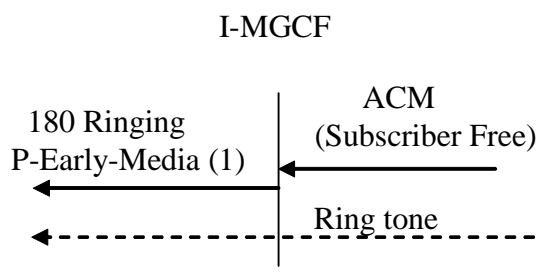 I-MGCF
180 Ringing
P-Early-Media (1)
ACM
(Subscriber Free)
Ring tone